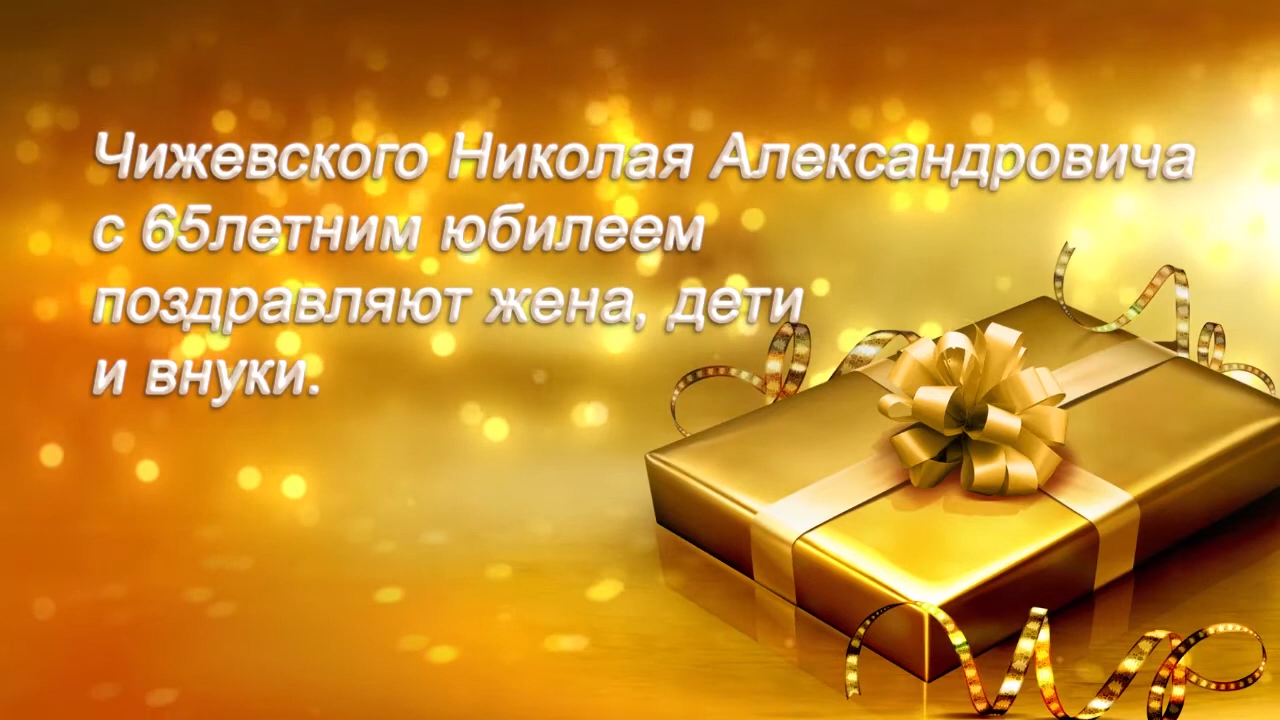 Чижевского Николая Александровича
с 65летним юбилеем
поздравляют жена, дети
и внуки.